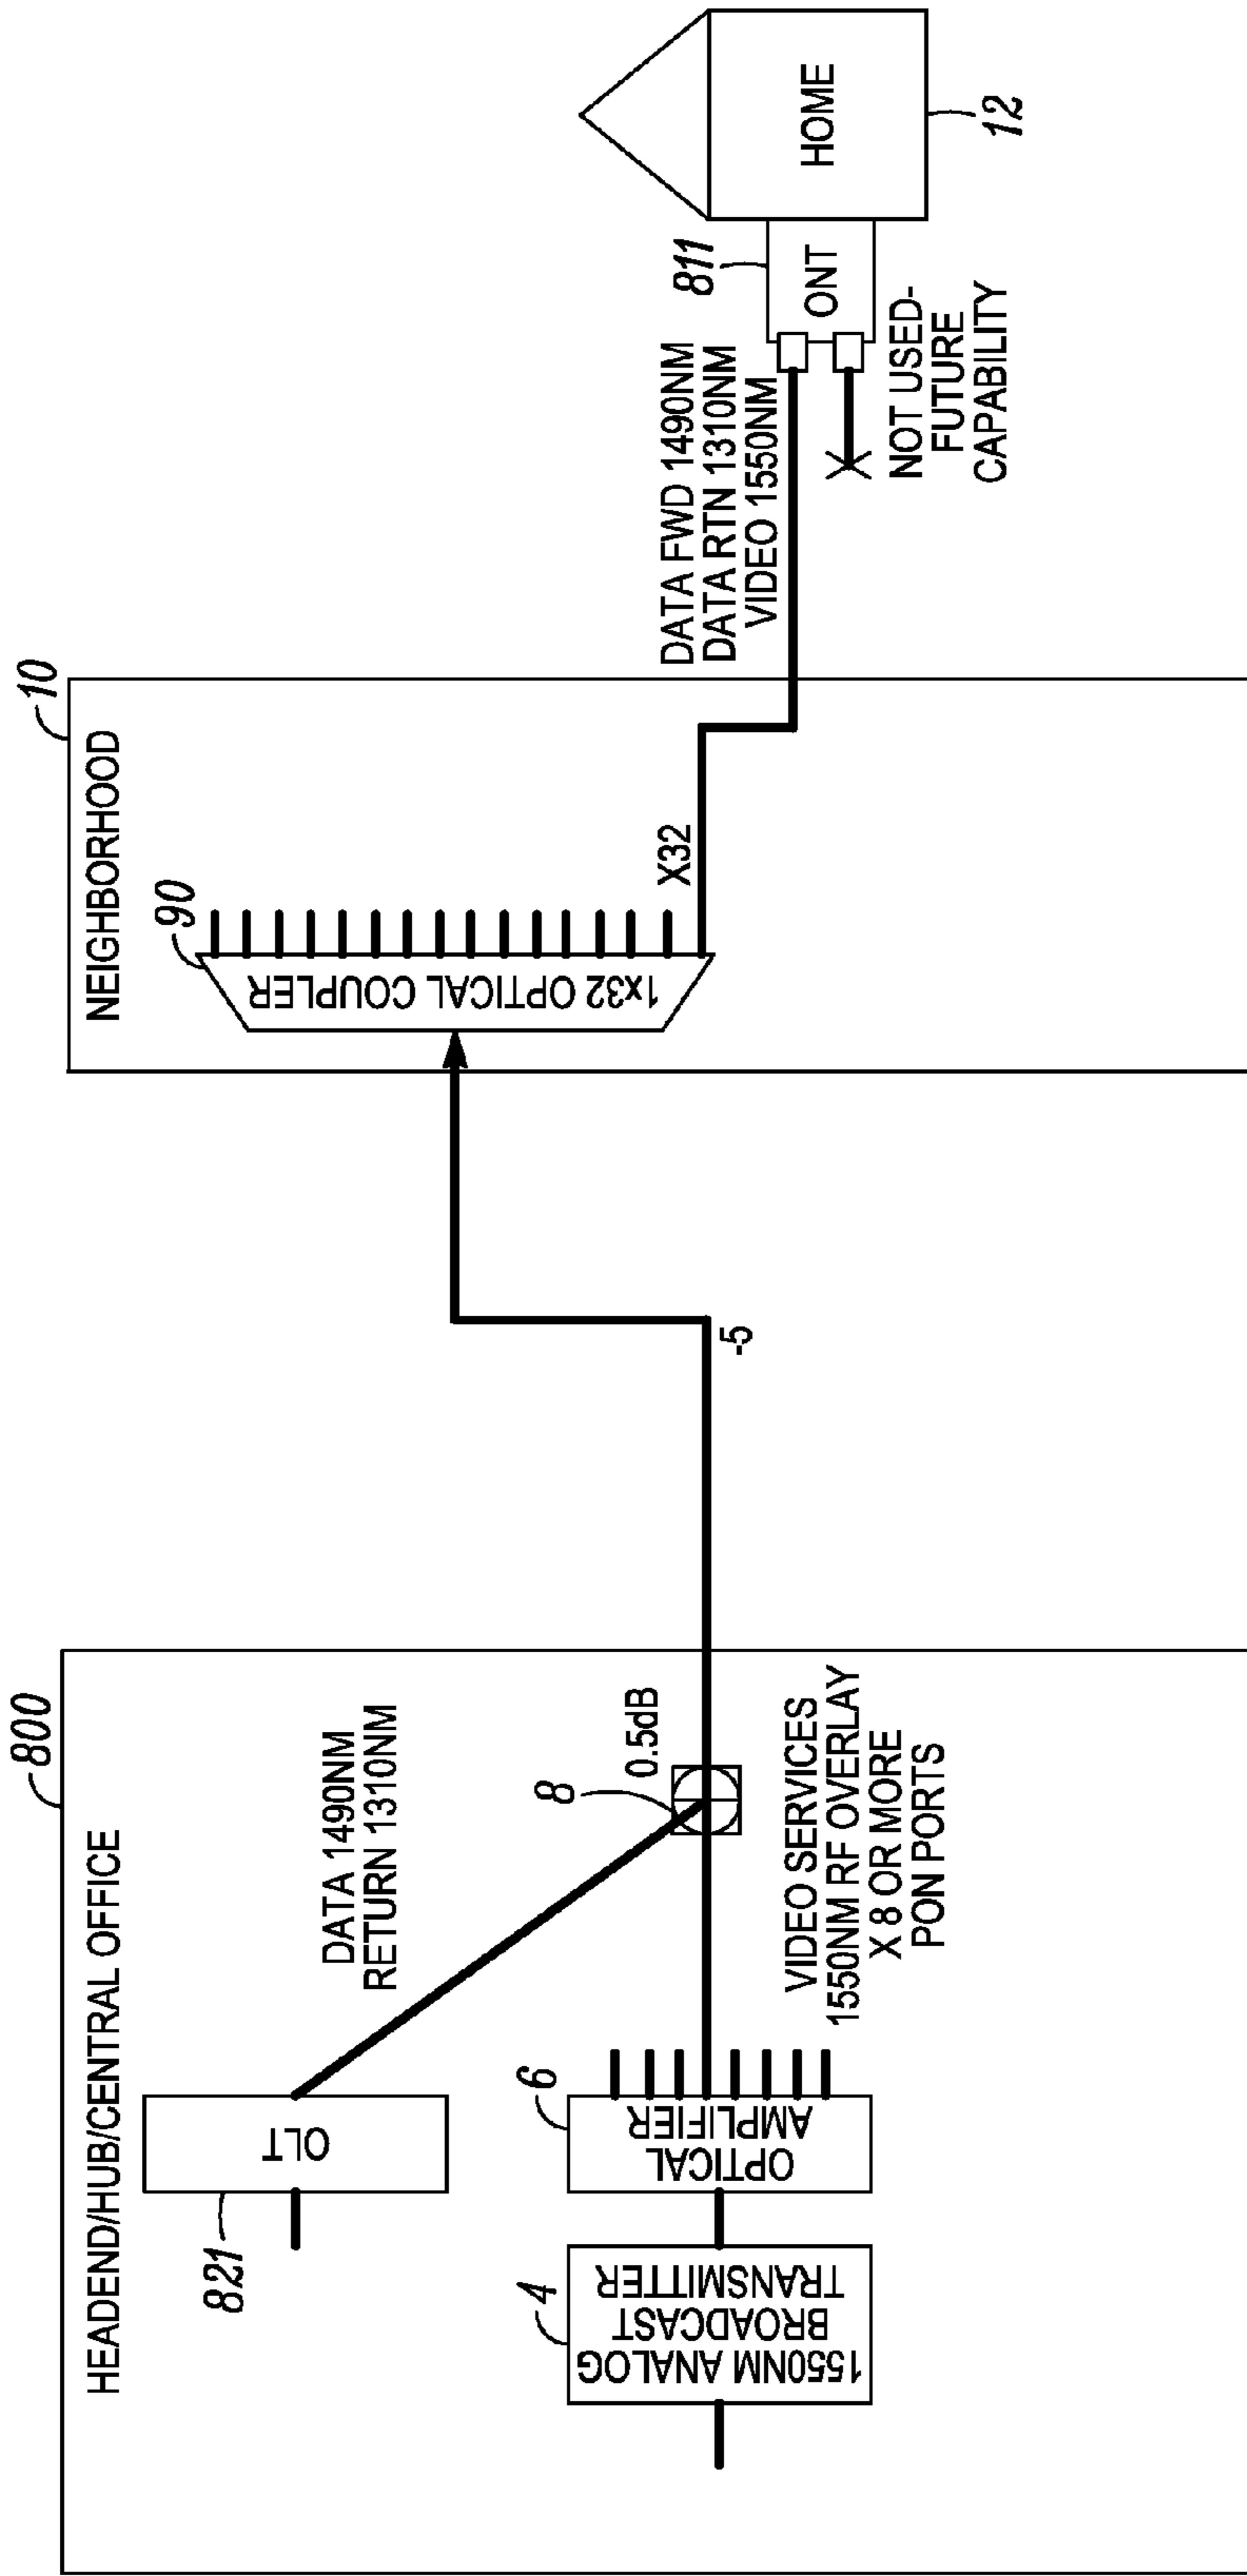 800
HEADEND/HUB/CENTRAL OFFICE
821
OLT
DATA 1490NM
RETURN 1310NM
4
1550NM ANALOG
BROADCAST
TRANSMITTER
6
OPTICAL
AMPLIFIER
8
0.5dB
VIDEO SERVICES
1550NM RF OVERLAY
X 8 OR MORE
PON PORTS
-5
10
NEIGHBORHOOD
90
1x32 OPTICAL COUPLER
X32
DATA FWD 1490NM
DATA RTN 1310NM
VIDEO 1550NM
811
ONT
NOT USED-
FUTURE
CAPABILITY
HOME
12